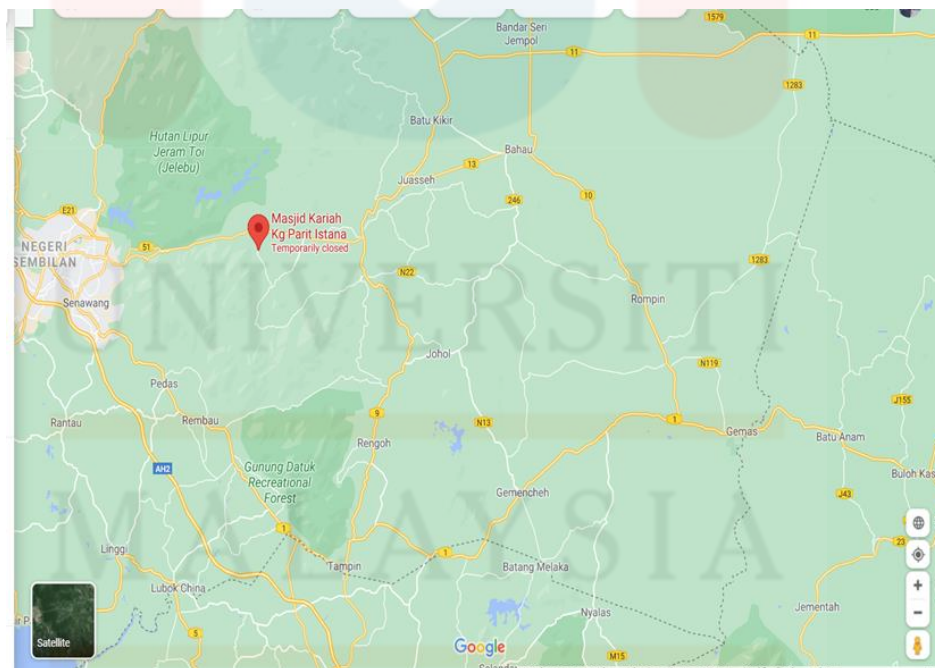 1579
Bandar Seri
Jempol
11
11
1283
Hutan Lipur
Jeram Toi
(Jelebu)
Batu Kikir
Bahau
13
Juasseh
10
246
E21
Masjid Kariah
Kg Parit Istana
Temporarily closed
51
NEGERI
SEMBILAN
N22
1283
Senawang
UNIVERSITI
Rompin
Johol
N119
Pedas
J155
Rantau
Rembau
9
N13
1
Rengoh
Gemas
Batu Anam
AH2
Gunung Datuk
Recreational
Forest
Buloh Kas
Gemencheh
J43
MALAYSIA
1
23
Linggi
1
Tampin
Batang Melaka
Lubok China
Satellite
5
Nyalas
Jementah
Google
M15